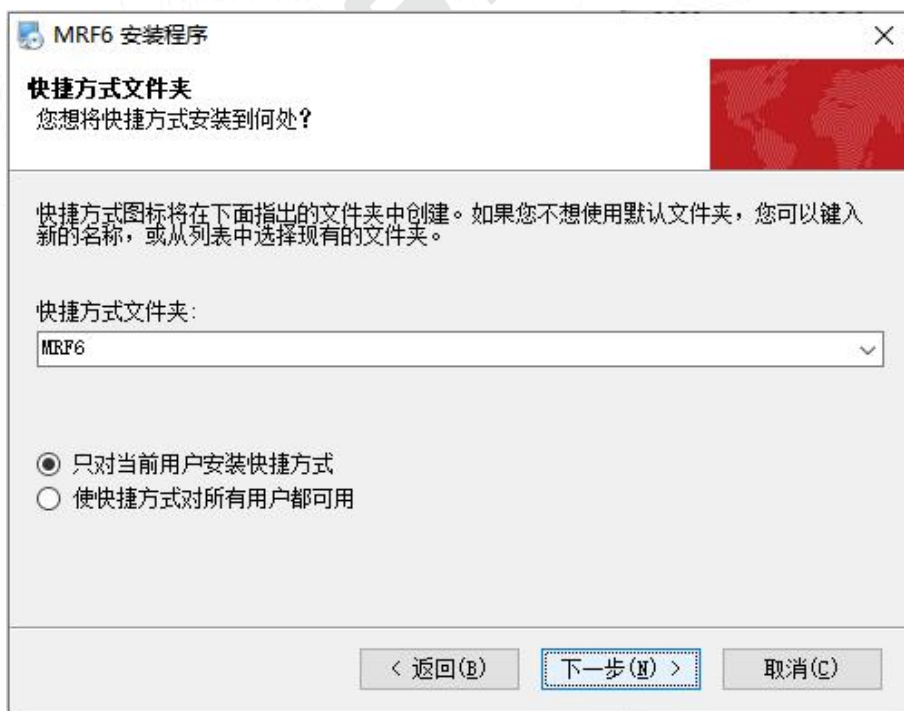 MRF6 安装程序
快捷方式文件夹
您想将快捷方式安装到何处?
快捷方式图标将在下面指出的文件夹中创建。如果您不想使用默认文件夹，您可以键入
新的名称，或从列表中选择现有的文件夹。
快捷方式文件夹:
MRF6
只对当前用户安装快捷方式
使快捷方式对所有用户都可用
< 返回(B)
下一步(N) >
取消(C)